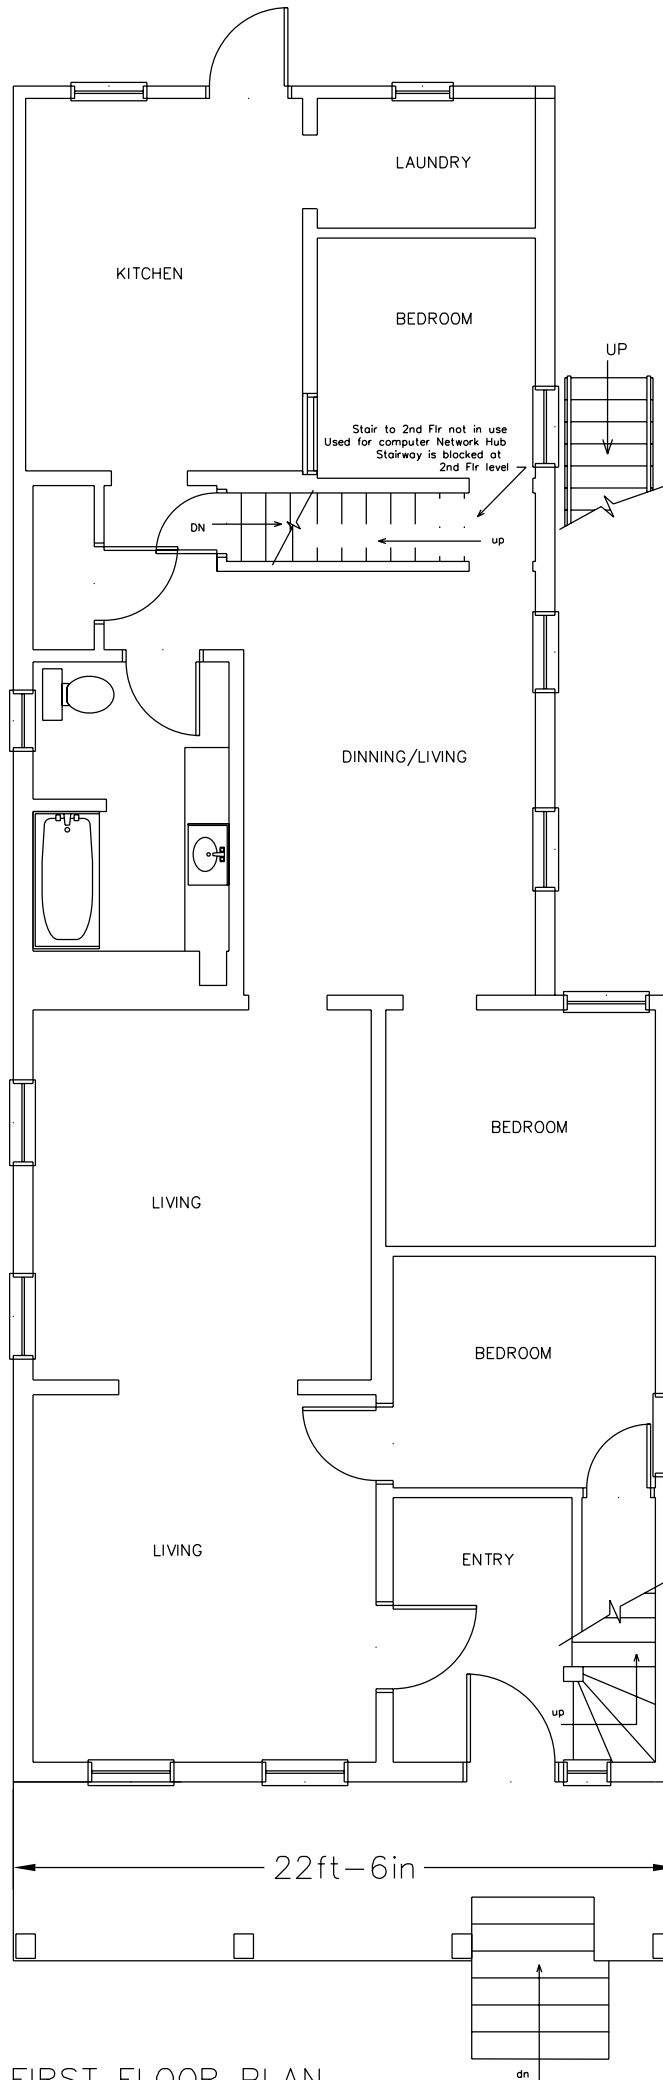 LAUNDRY
KITCHEN
BEDROOM
UP
Stair to 2nd Flr not in use
Used for computer Network Hub
Stairway is blocked at
2nd Flr level
DN
up
DINNING/LIVING
BEDROOM
LIVING
BEDROOM
LIVING
ENTRY
up
22ft-6in
dn
FIRST FLOOR PLAN